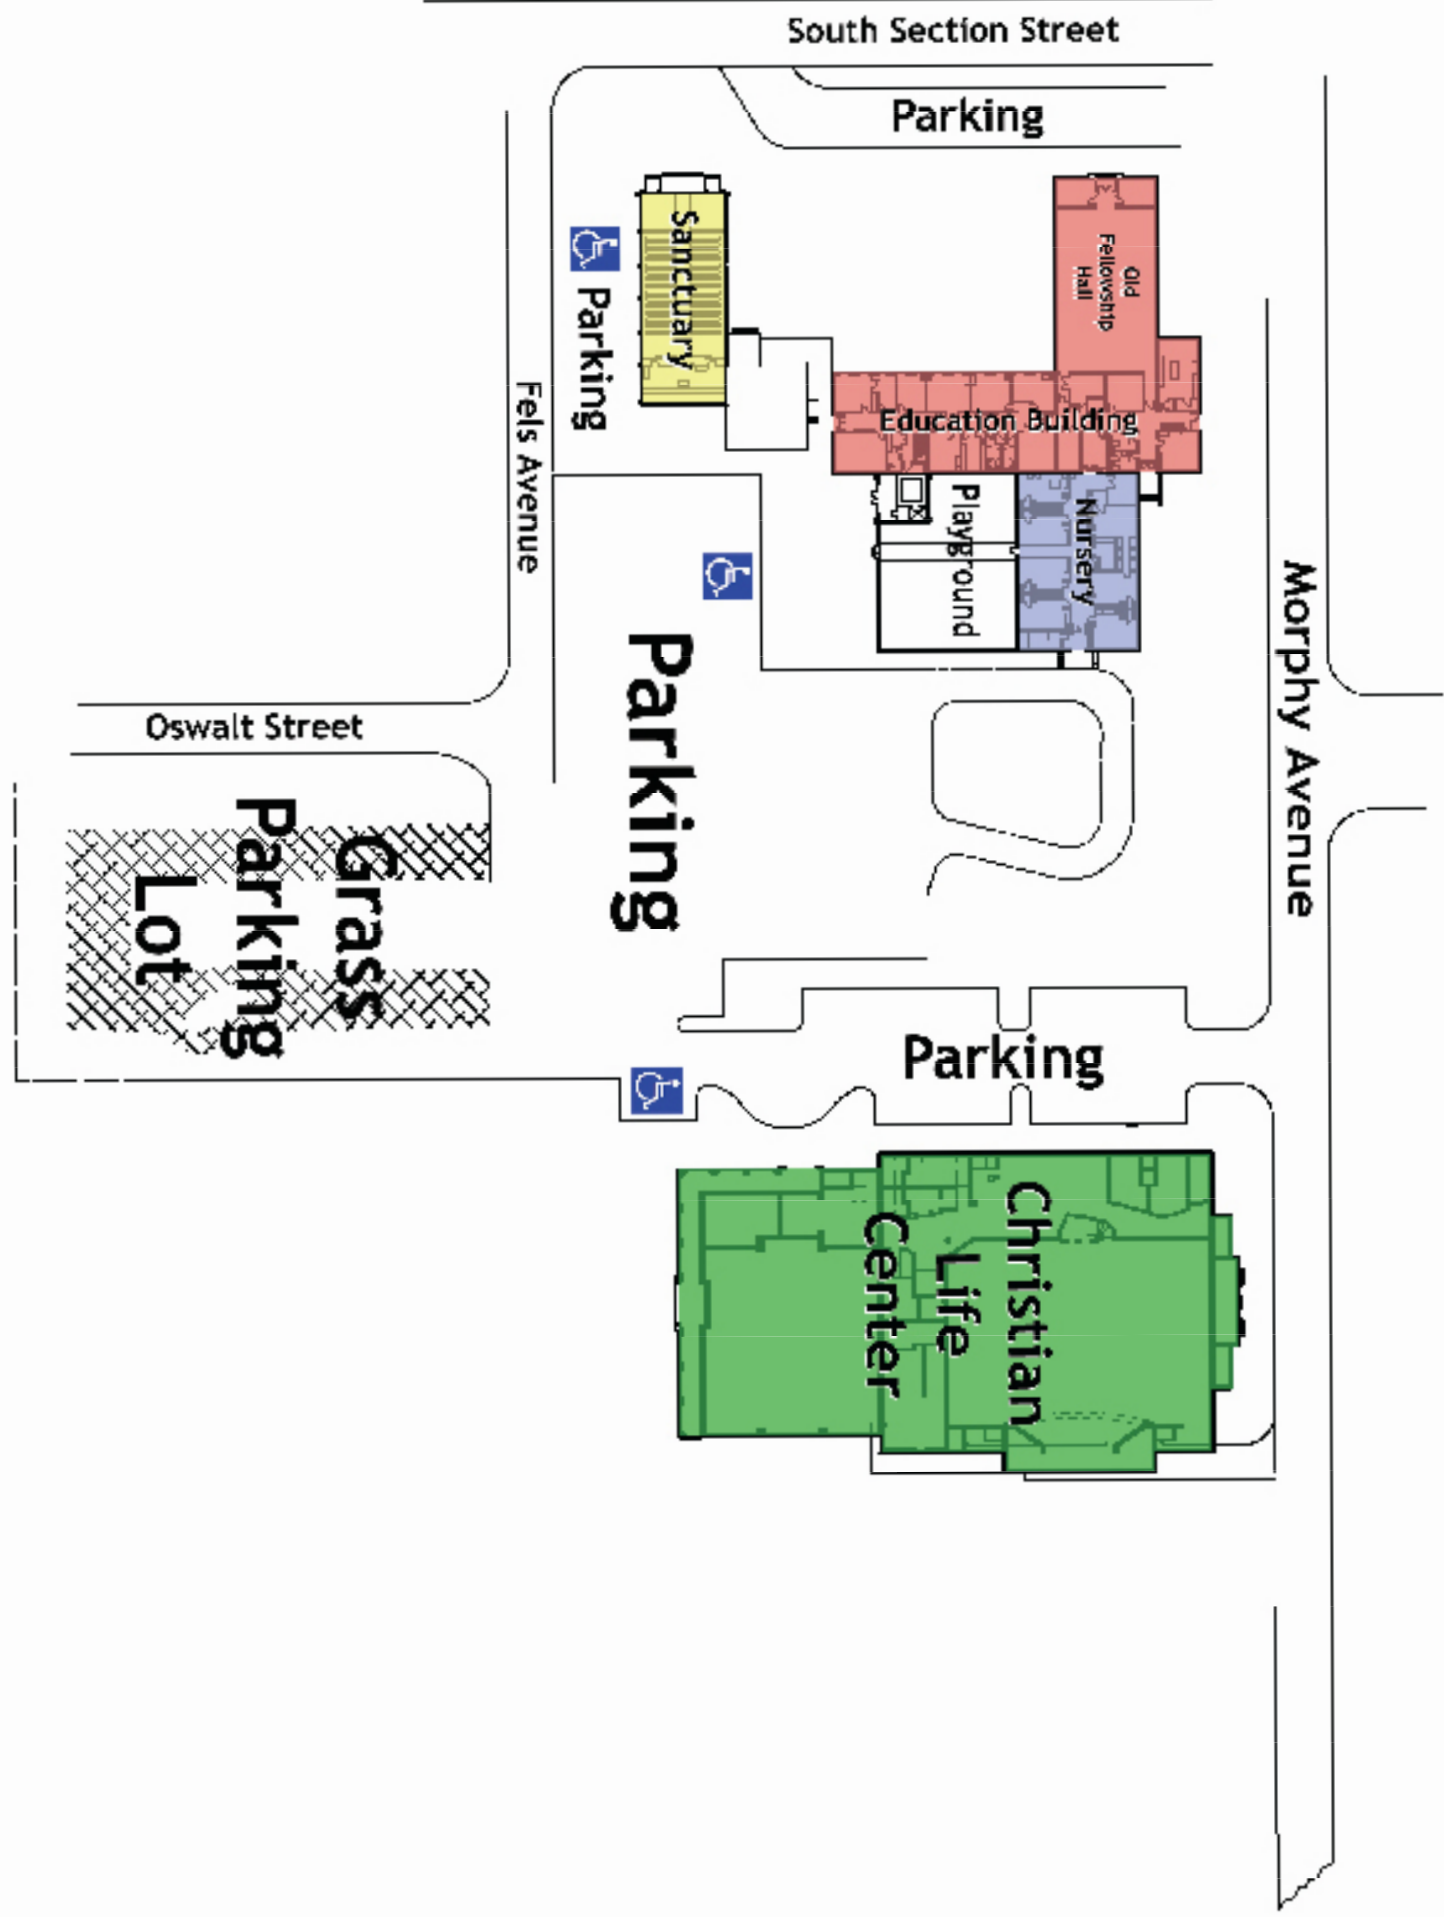 South Section Street
Parking
Sanctuary
Parking
Old
Fellowship
Hall
Education Building
Fels Avenue
Playground
Nursery
Morphy Avenue
Parking
Oswalt Street
Grass
Parking
Lot
Parking
Christian
Life
Center